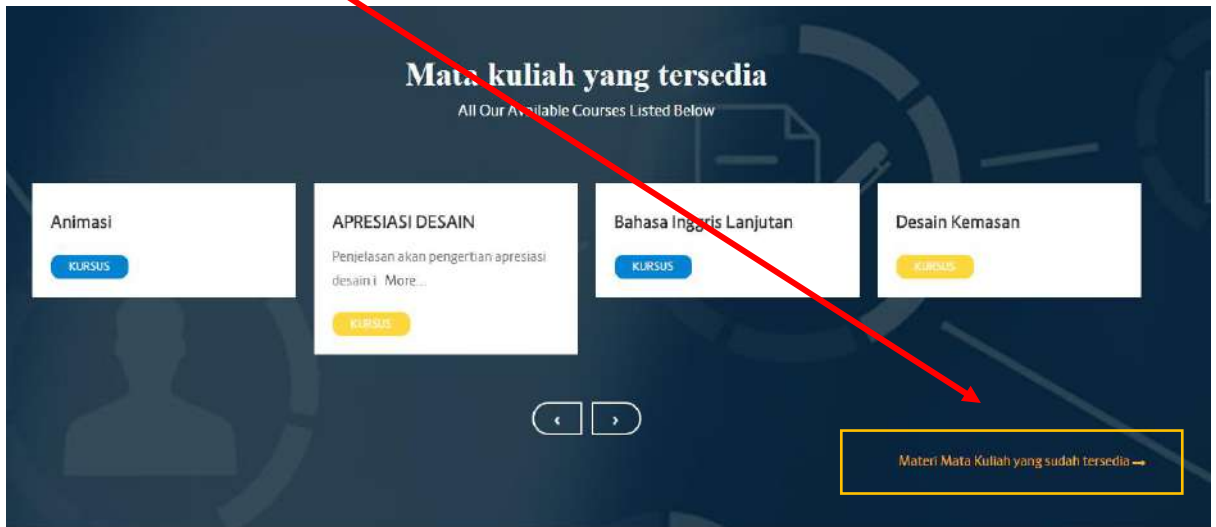 Mata kuliah yang tersedia
All Our Available Courses Listed Below
Animasi
KURSUS
APRESIASI DESAIN
Penjelasan akan pengertian apresiasi
desain i More...
KURSUS
Bahasa Inggris Lanjutan
KURSUS
Desain Kemasan
KURSUS
Materi Mata Kuliah yang sudah tersedia